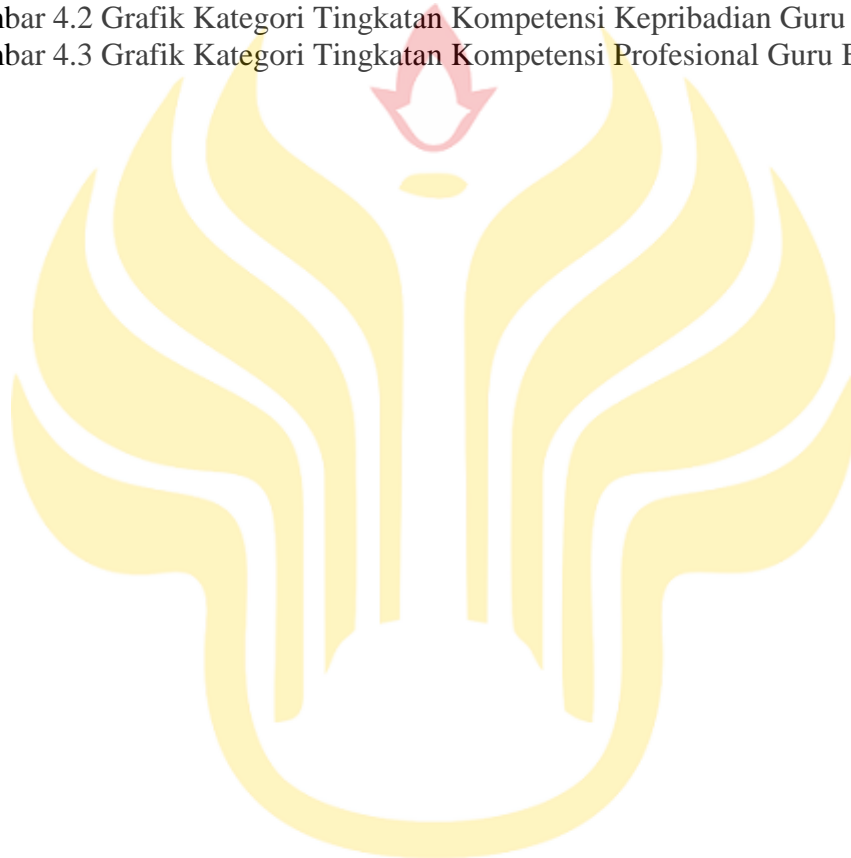 bar 4.2 Grafik Kategori Tingkatan Kompetensi Kepribadian Guru
bar 4.3 Grafik Kategori Tingkatan Kompetensi Profesional Guru